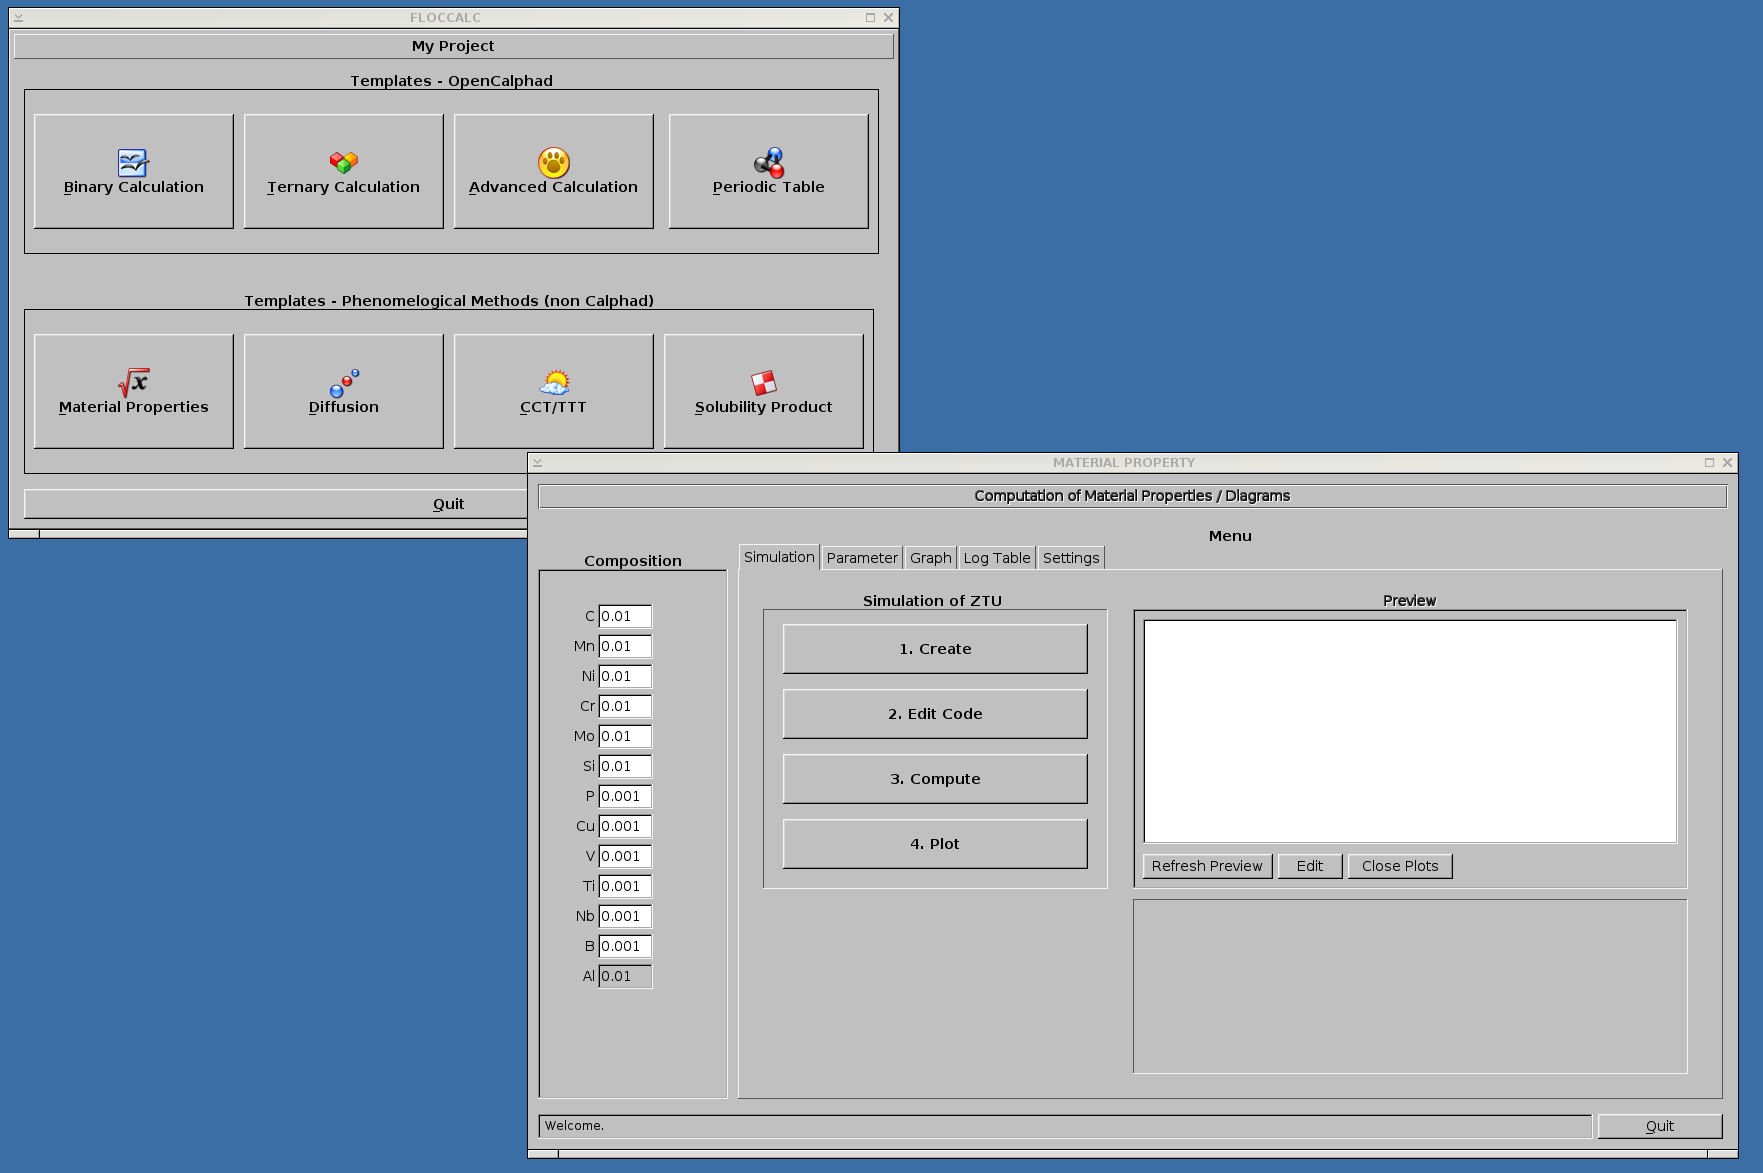 FLOCCALC
My Project
Templates - OpenCalphad
Binary Calculation
Ternary Calculation
Advanced Calculation
Periodic Table
Templates - Phenomelogical Methods (non Calphad)
Material Properties
Diffusion
CCT/TTT
Solubility Product
Quit
MATERIAL PROPERTY
Computation of Material Properties / Diagrams
Menu
Composition
C 0.01
Mn 0.01
Ni 0.01
Cr 0.01
Mo 0.01
Si 0.01
P 0.001
Cu 0.001
V 0.001
Ti 0.001
Nb 0.001
B 0.001
Al 0.01
Simulation Parameter Graph Log Table Settings
Simulation of ZTU
1. Create
2. Edit Code
3. Compute
4. Plot
Preview
Refresh Preview Edit Close Plots
Welcome.
Quit